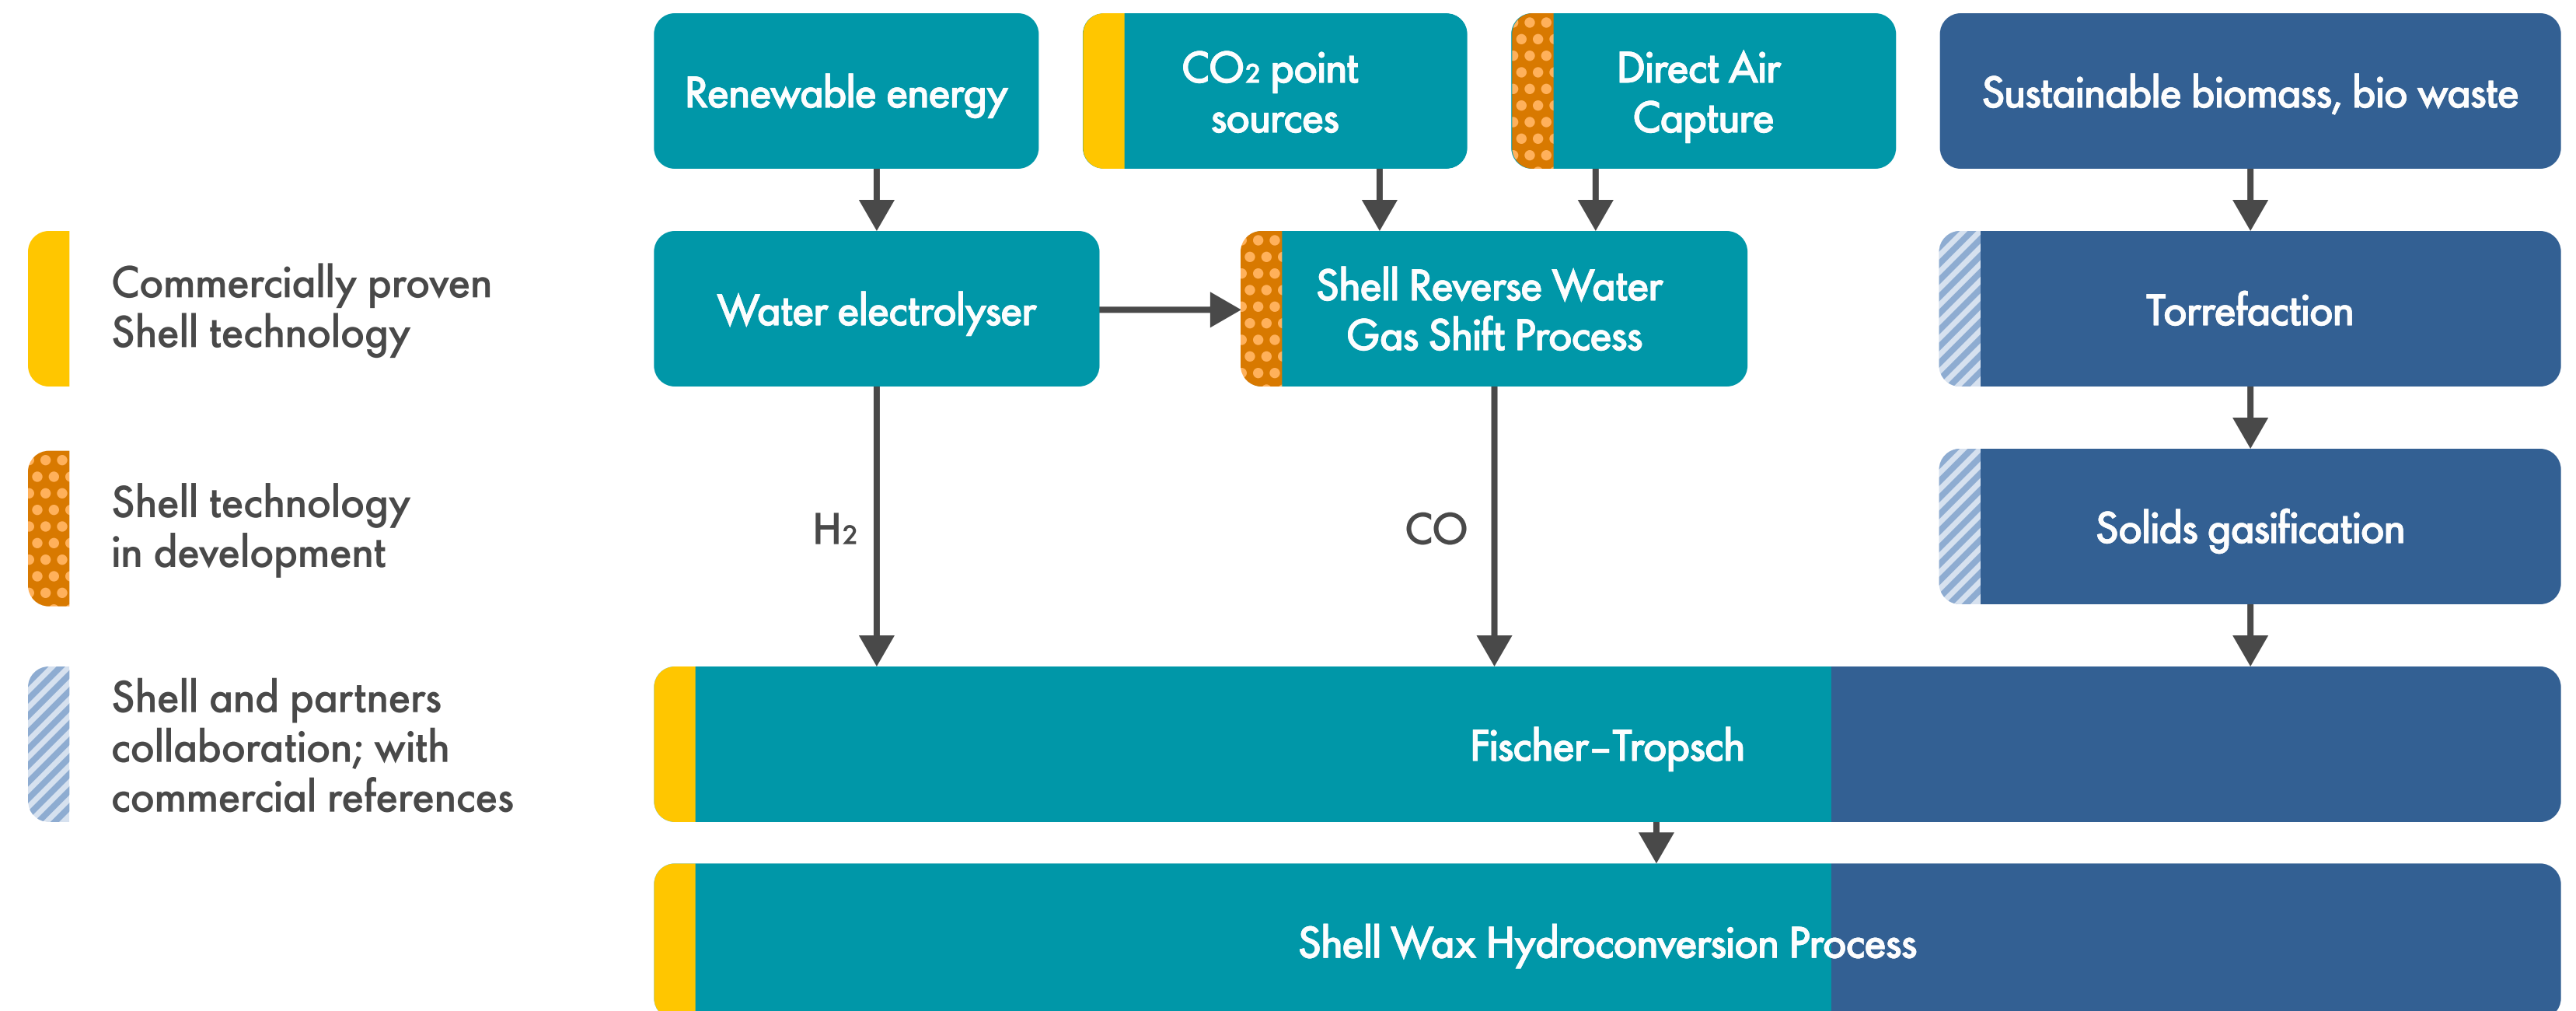 Renewable energy
CO₂ point
sources
Direct Air
Capture
Sustainable biomass, bio waste
Commercially proven
Shell technology
Water electrolyser
Shell Reverse Water
Gas Shift Process
Torrefaction
Shell technology
in development
H₂
CO
Solids gasification
Shell and partners
collaboration; with
commercial references
Fischer–Tropsch
Shell Wax Hydroconversion Process